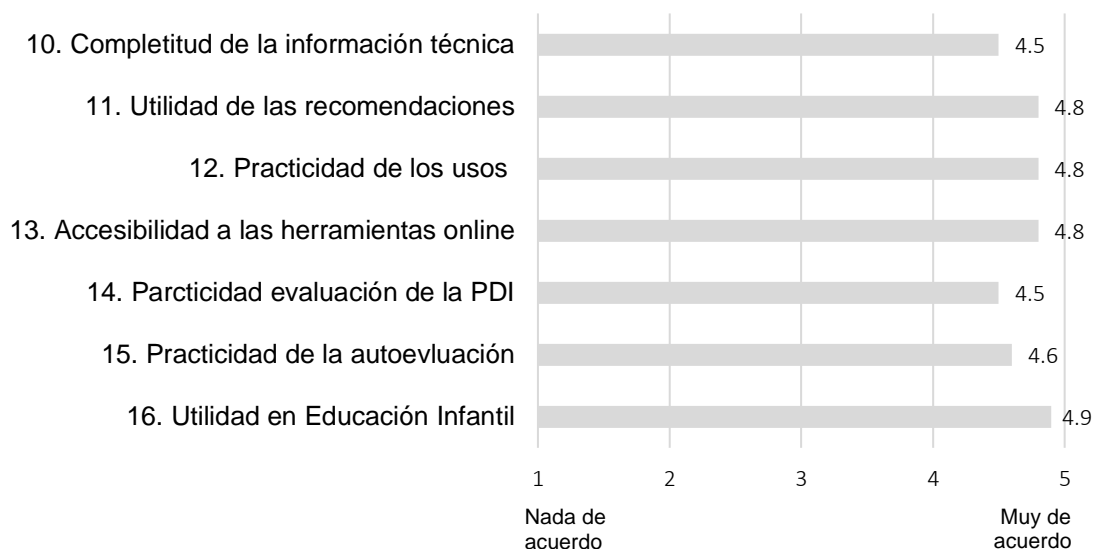 10. Completitud de la información técnica 4.5
11. Utilidad de las recomendaciones 4.8
12. Practicidad de los usos 4.8
13. Accesibilidad a las herramientas online 4.8
14. Parcticidad evaluación de la PDI 4.5
15. Practicidad de la autoevluación 4.6
16. Utilidad en Educación Infantil 4.9
1 2 3 4 5
Nada de acuerdo
Muy de acuerdo